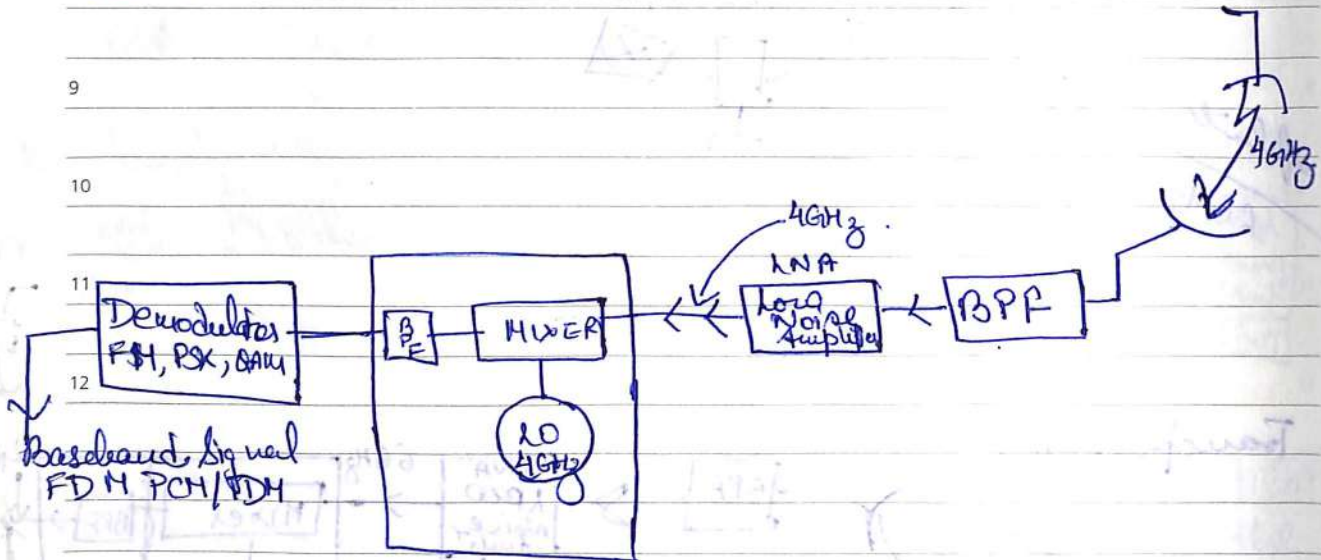 9
4GHz
10
4GHz.
LNA
11
Demodulator
FM, PSK, QAM
B
P
F
MIXER
Low
Noise
Amplifier
BPF
12
LO
4GHz
Baseband Signal
FDM PCM/TDM